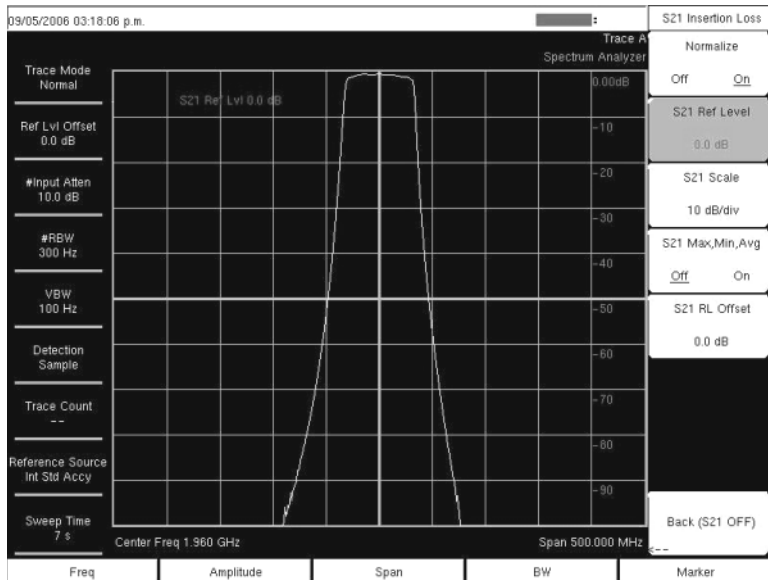 09/05/2006 03:18:06 p.m.
S21 Insertion Loss
Trace A
Spectrum Analyzer
Trace Mode
Normal
Ref Lvl Offset
0.0 dB
#Input Atten
10.0 dB
#RBW
300 Hz
VBW
100 Hz
Detection
Sample
Trace Count
--
Reference Source
Int Std Accy
Sweep Time
7 s
S21 Ref Lvl 0.0 dB
0.00dB
-10
-20
-30
-40
-50
-60
-70
-80
-90
Center Freq 1.960 GHz
Span 500.000 MHz
Normalize
Off On
S21 Ref Level
0.0 dB
S21 Scale
10 dB/div
S21 Max,Min,Avg
Off On
S21 RL Offset
0.0 dB
Back (S21 OFF)
<--
Freq
Amplitude
Span
BW
Marker